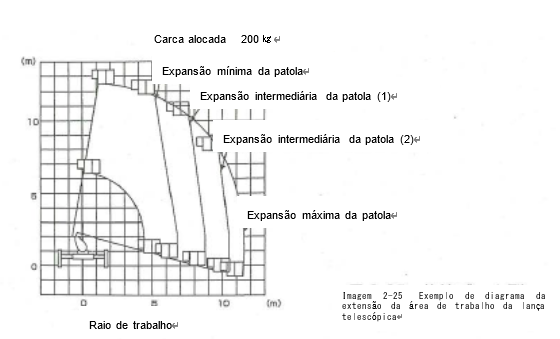 Carca alocada 200 ㎏↵
(m)
Expansão mínima da patola↵
Expansão intermediária da patola (1)↵
10
Expansão intermediária da patola (2)↵
5
Expansão máxima da patola↵
0
0 5 10 (m)
Raio de trabalho↵
Imagem 2-25 Exemplo de diagrama da
extensão da área de trabalho da lança
telescópica↵